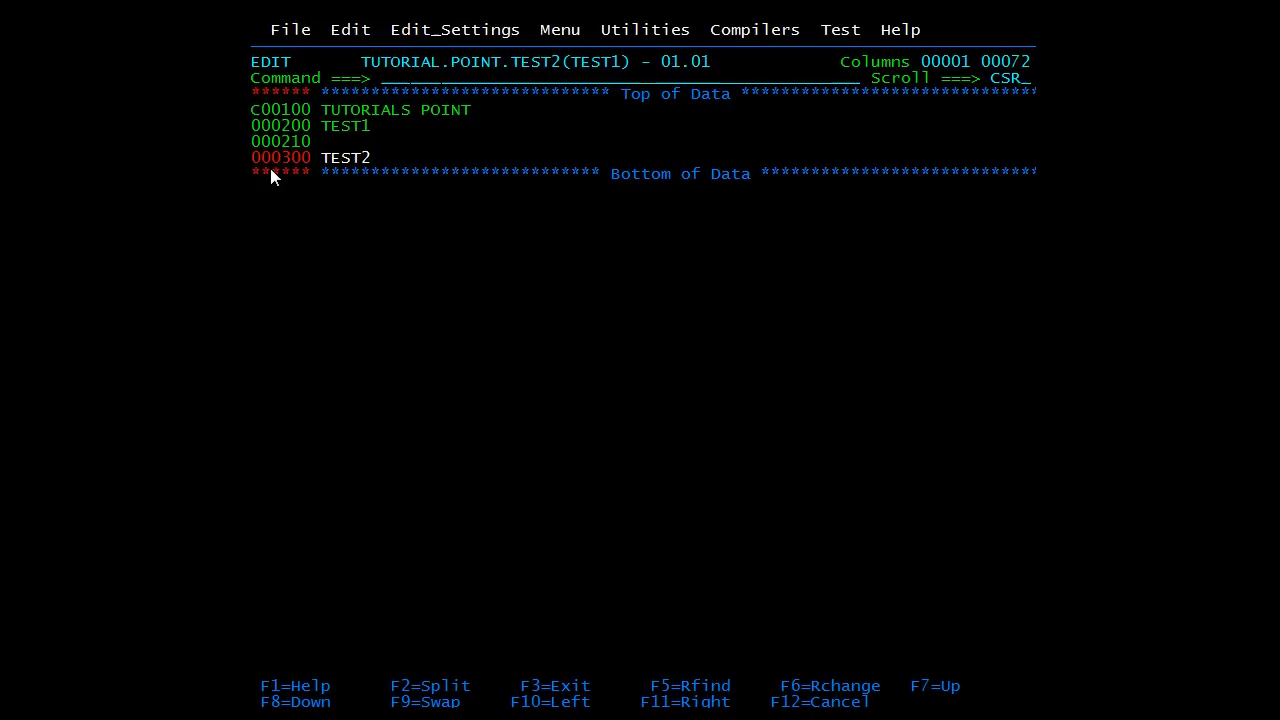 File Edit Edit_Settings Menu Utilities Compilers Test Help
EDIT TUTORIAL.POINT.TEST2(TEST1) - 01.01 Columns 00001 00072
Command ===> Scroll ===> CSR
****** ***************************** Top of Data ******************************
C00100 TUTORIALS POINT
000200 TEST1
000210
000300 TEST2
****** **************************** Bottom of Data ****************************
F1=Help F2=Split F3=Exit F5=Rfind F6=Rchange F7=Up
F8=Down F9=Swap F10=Left F11=Right F12=Cancel